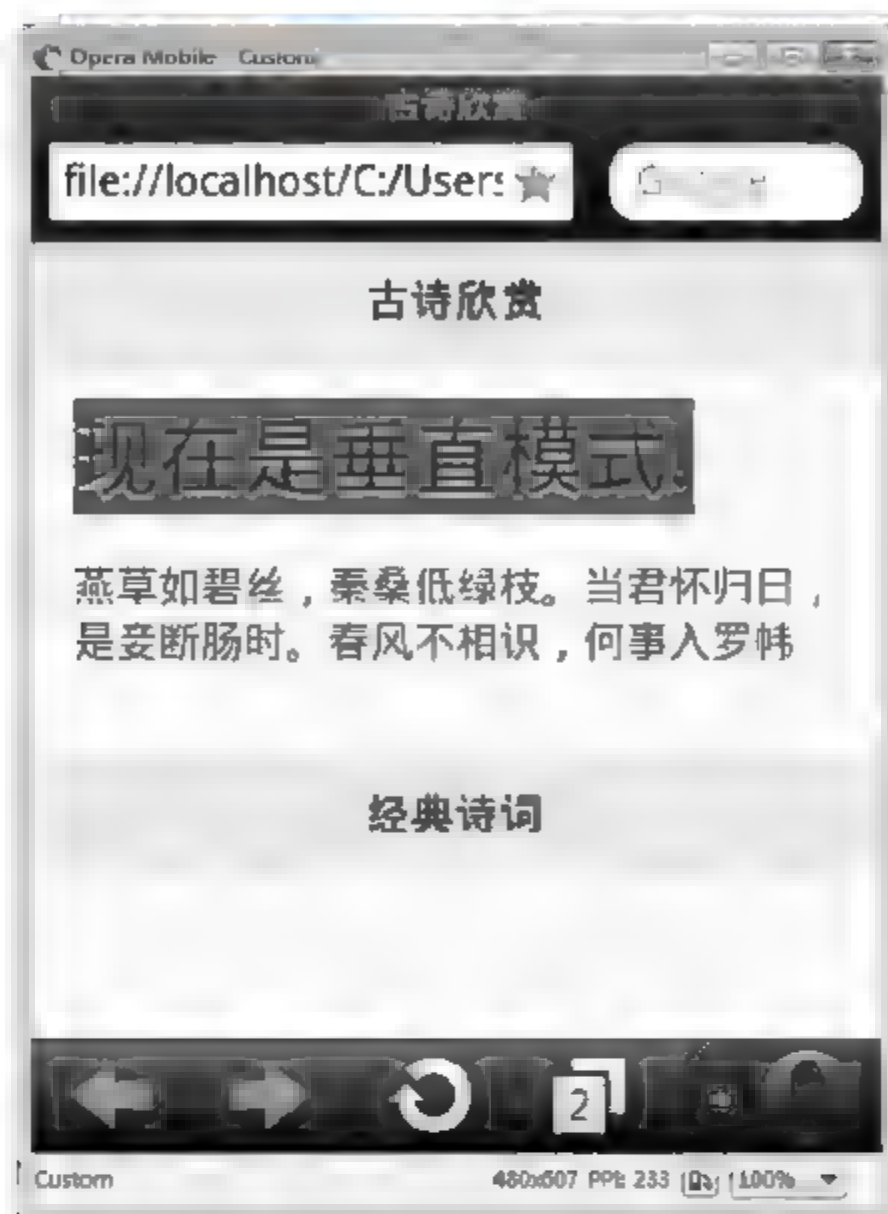 Opera Mobile Custom
古诗欣赏
file://localhost/C:/Users
古诗欣赏
现在是垂直模式.
燕草如碧丝，秦桑低绿枝。当君怀归日，
是妾断肠时。春风不相识，何事入罗帏
经典诗词
2
Custom 480x607 PPI: 233 100%